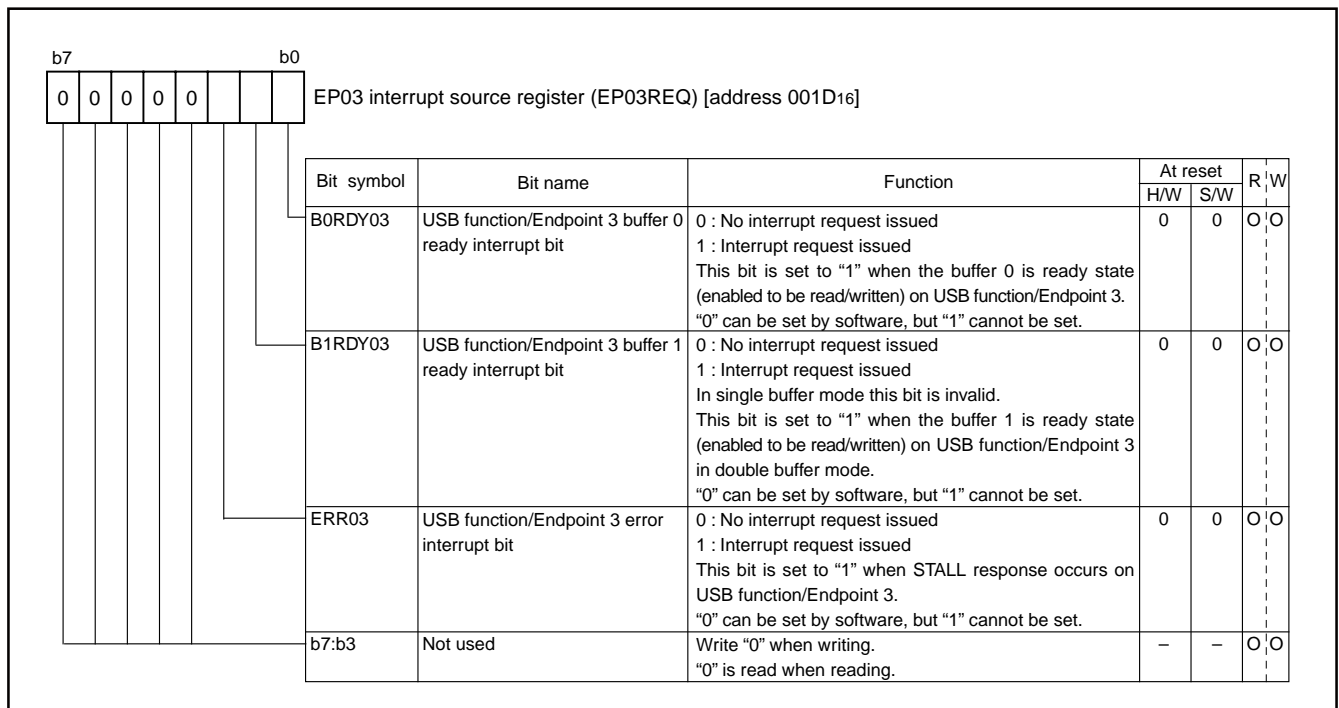 b7 b0
0 0 0 0 0 EP03 interrupt source register (EP03REQ) [address 001D16]
Bit symbol Bit name Function At reset R W
H/W S/W
B0RDY03 USB function/Endpoint 3 buffer 0 0 : No interrupt request issued 0 0 O O
ready interrupt bit 1 : Interrupt request issued
This bit is set to “1” when the buffer 0 is ready state
(enabled to be read/written) on USB function/Endpoint 3.
“0” can be set by software, but “1” cannot be set.
B1RDY03 USB function/Endpoint 3 buffer 1 0 : No interrupt request issued 0 0 O O
ready interrupt bit 1 : Interrupt request issued
In single buffer mode this bit is invalid.
This bit is set to “1” when the buffer 1 is ready state
(enabled to be read/written) on USB function/Endpoint 3
in double buffer mode.
“0” can be set by software, but “1” cannot be set.
ERR03 USB function/Endpoint 3 error 0 : No interrupt request issued 0 0 O O
interrupt bit 1 : Interrupt request issued
This bit is set to “1” when STALL response occurs on
USB function/Endpoint 3.
“0” can be set by software, but “1” cannot be set.
b7:b3 Not used Write “0” when writing. – – O O
“0” is read when reading.